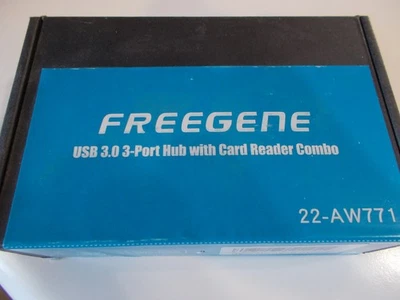 FREEGENE
USB 3.0 3-Port Hub with Card Reader Combo
22-AW771